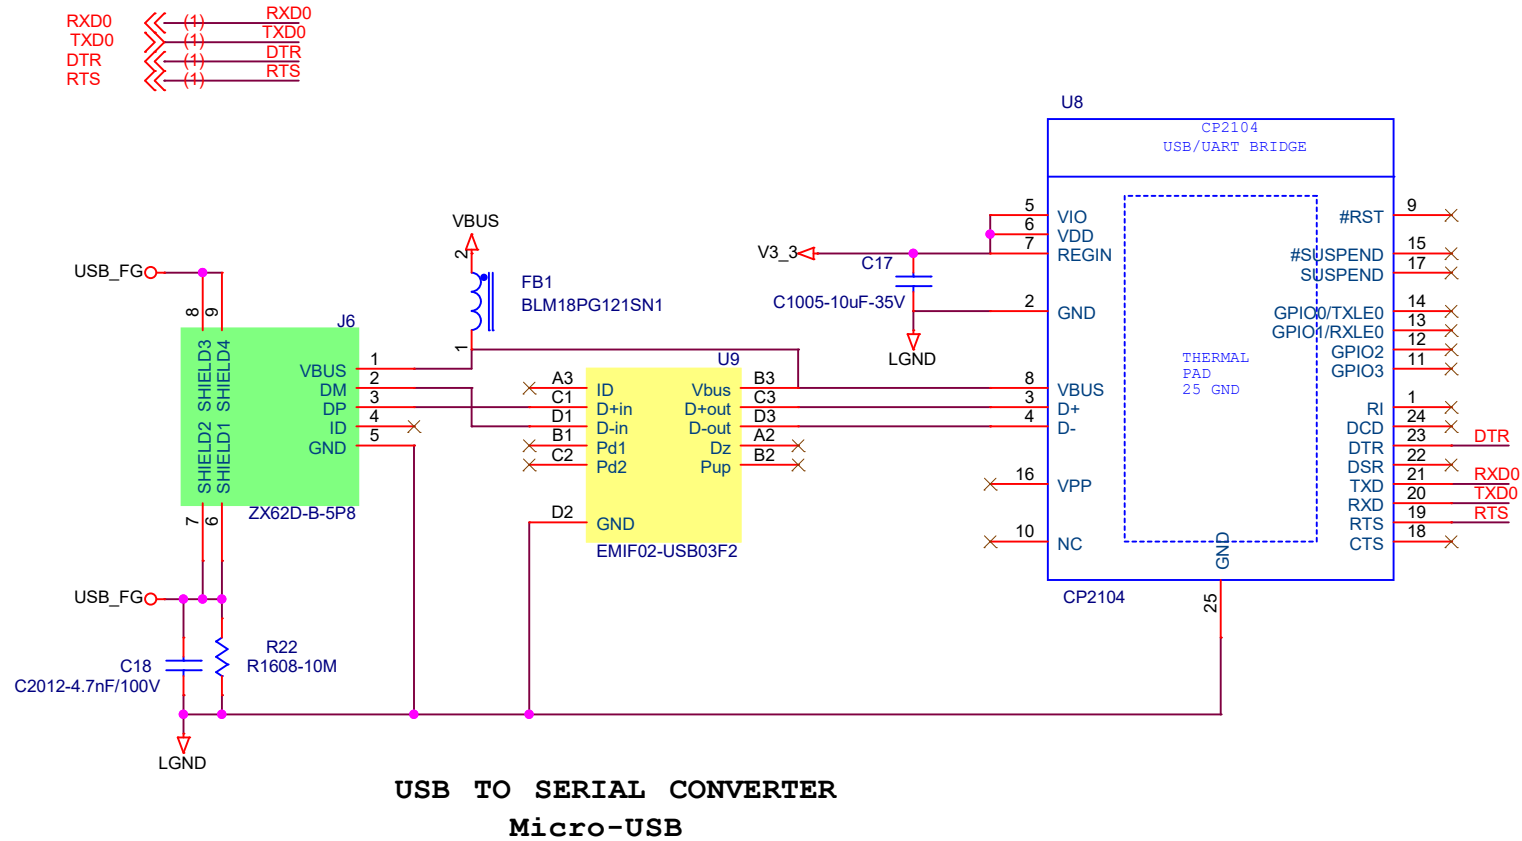 RXD0 (1) RXD0
TXD0 (1) TXD0
DTR (1) DTR
RTS (1) RTS
U8
CP2104
USB/UART BRIDGE
5 VIO
6 VDD
7 REGIN
2 GND
8 VBUS
3 D+
4 D-
16 VPP
10 NC
THERMAL
PAD
25 GND
#RST 9
#SUSPEND 15
SUSPEND 17
GPIO0/TXLE0 14
GPIO1/RXLE0 13
GPIO2 12
GPIO3 11
RI 1
DCD 24
DTR 23 DTR
DSR 22
TXD 21 RXD0
RXD 20 TXD0
RTS 19 RTS
CTS 18
GND
25
CP2104
V3_3
C17
C1005-10uF-35V
LGND
VBUS
2
FB1
BLM18PG121SN1
1
USB_FG
8 9
J6
SHIELD3 SHIELD4
SHIELD2 SHIELD1
VBUS 1
DM 2
DP 3
ID 4
GND 5
ZX62D-B-5P8
7 6
U9
A3 ID
C1 D+in
D1 D-in
B1 Pd1
C2 Pd2
D2 GND
Vbus B3
D+out C3
D-out D3
Dz A2
Pup B2
EMIF02-USB03F2
USB_FG
C18
C2012-4.7nF/100V
R22
R1608-10M
LGND
USB TO SERIAL CONVERTER
Micro-USB